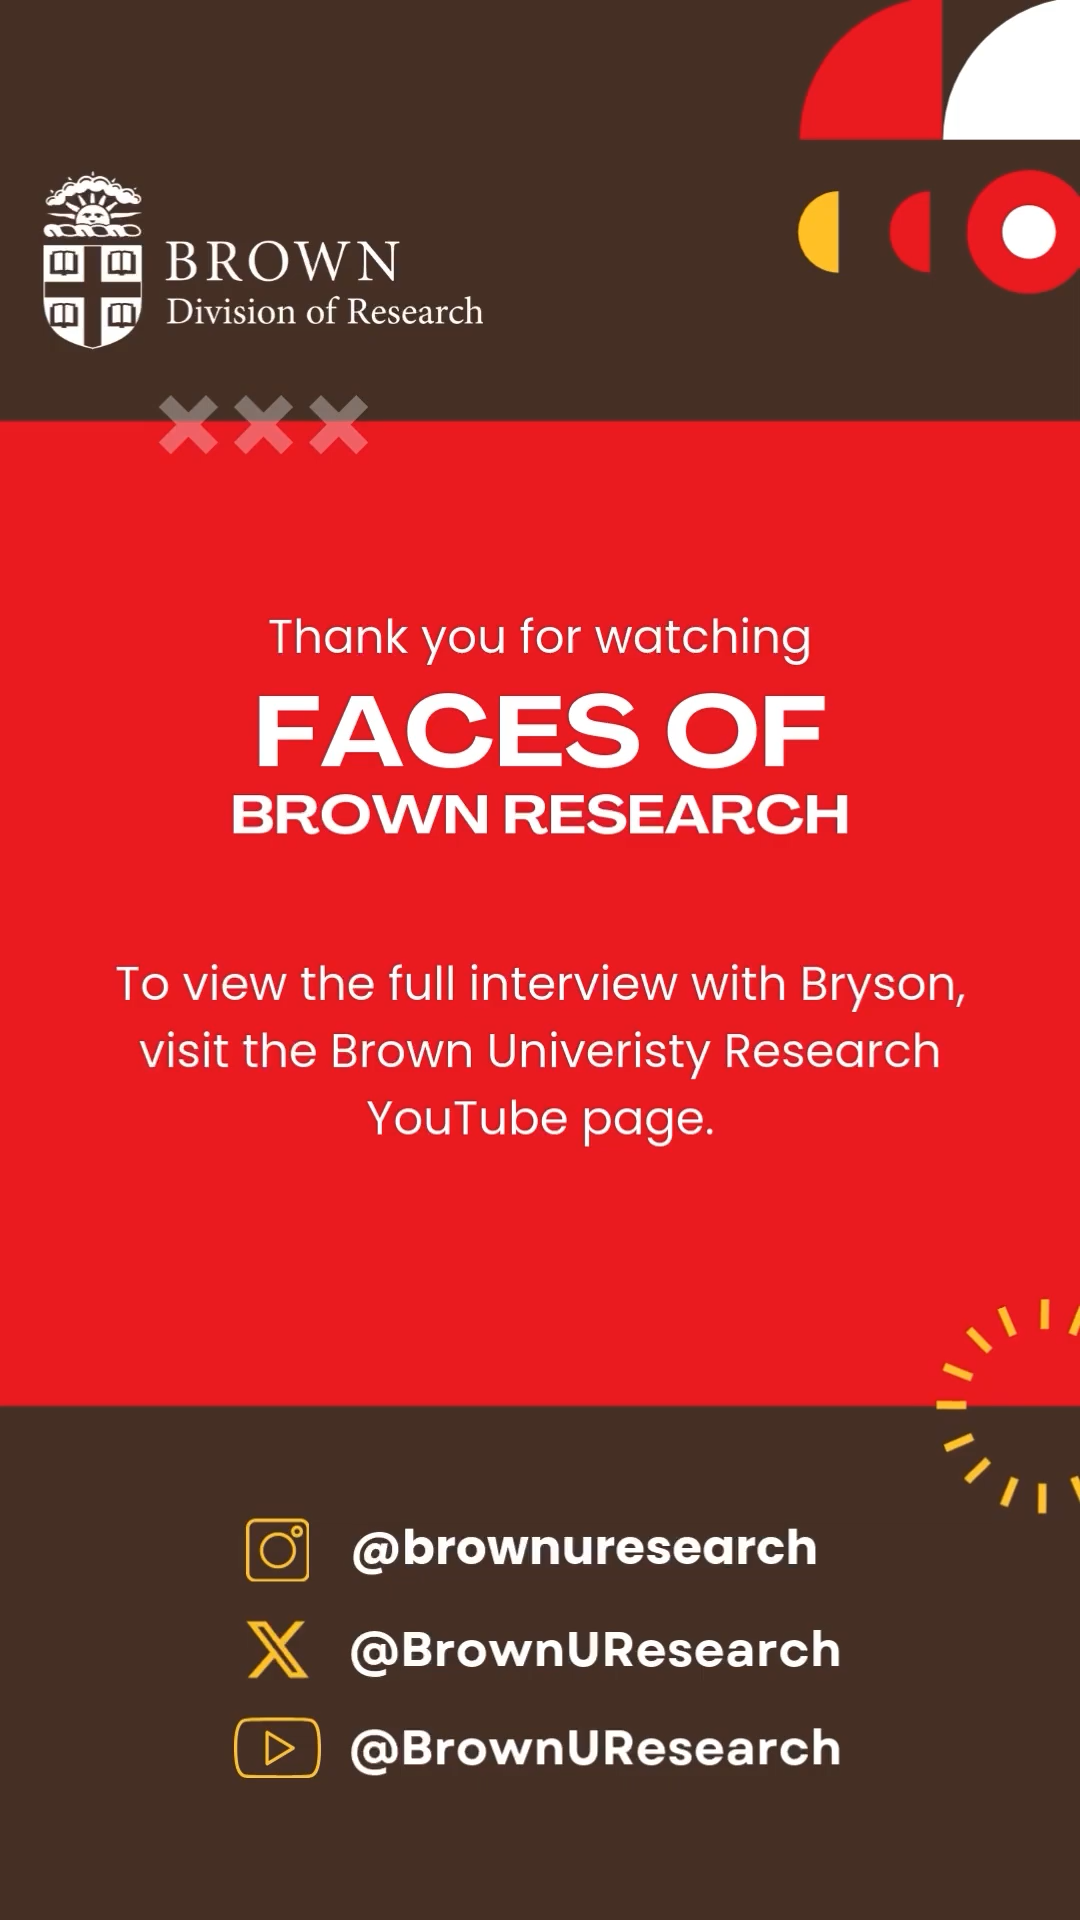 BROWN
Division of Research
Thank you for watching
FACES OF
BROWN RESEARCH
To view the full interview with Bryson,
visit the Brown Univeristy Research
YouTube page.
@brownuresearch
@BrownUResearch
@BrownUResearch